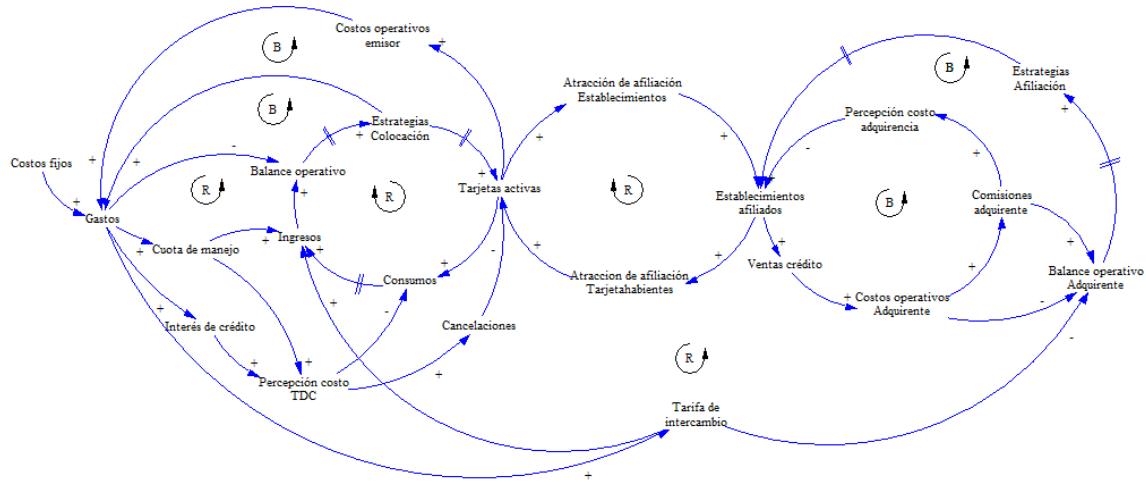 Costos operativos
emisor
B
B
Estrategias
Afiliación
Atracción de afiliación
Establecimientos
B
Percepción costo
adquirencia
Estrategias
Colocación
Costos fijos
Balance operativo
R
R
Tarjetas activas
R
Establecimientos
afiliados
B
Comisiones
adquirente
Gastos
Cuota de manejo
Ingresos
Ventas crédito
Balance operativo
Adquirente
Consumos
Atraccion de afiliación
Tarjetahabientes
Costos operativos
Adquirente
Interés de crédito
Cancelaciones
R
Percepción costo
TDC
Tarifa de
intercambio